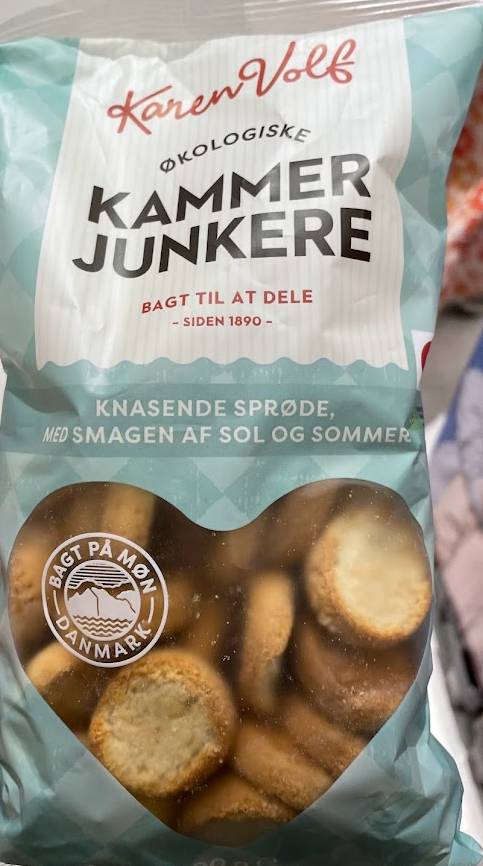 Karen Volf
ØKOLOGISKE
KAMMER
JUNKERE
BAGT TIL AT DELE
– SIDEN 1890 –
KNASENDE SPRØDE,
MED SMAGEN AF SOL OG SOMMER
BAGT PÅ MØN
DANMARK